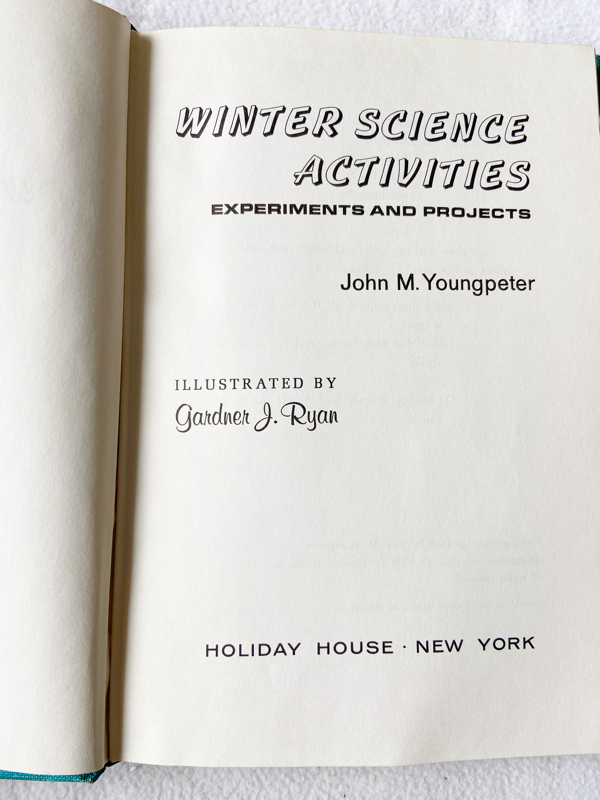 WINTER SCIENCE
ACTIVITIES
EXPERIMENTS AND PROJECTS
John M. Youngpeter
ILLUSTRATED BY
Gardner J. Ryan
HOLIDAY HOUSE · NEW YORK